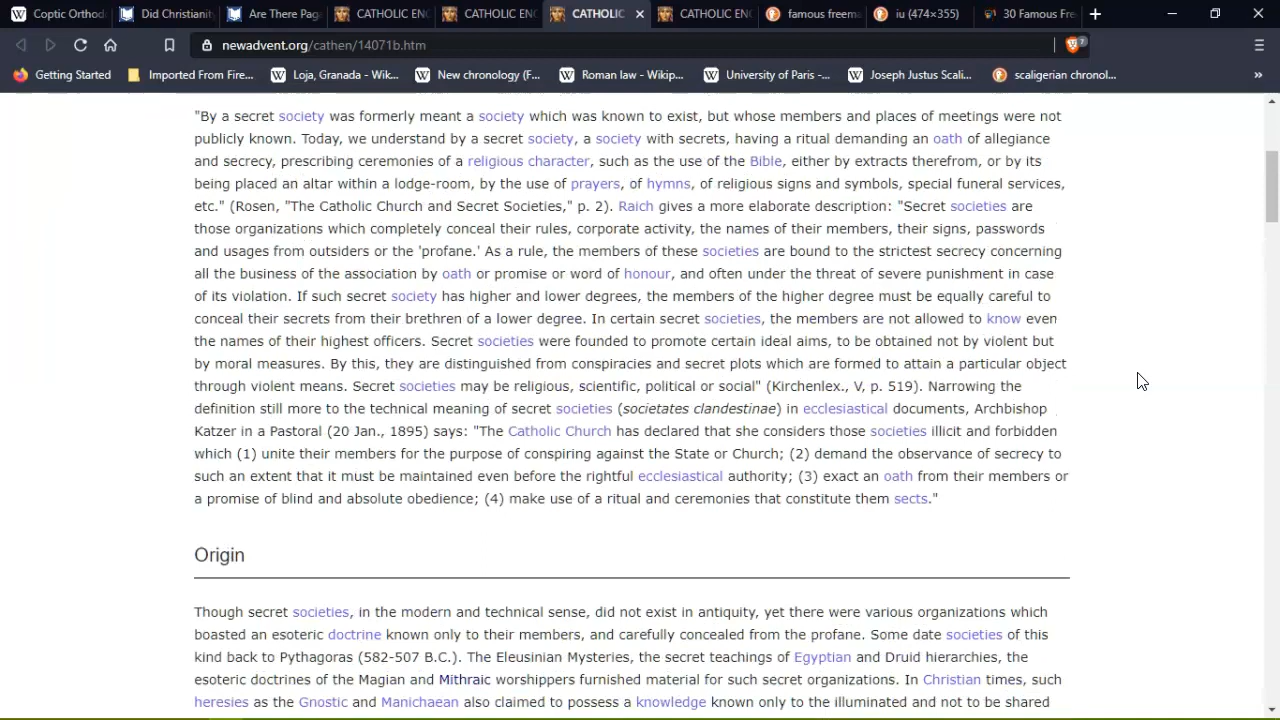 Coptic Orthod
Did Christianity
Are There Page
CATHOLIC EN
CATHOLIC EN
CATHOLIC
CATHOLIC EN
famous freema
iu (474×355)
30 Famous Fre
newadvent.org/cathen/14071b.htm
Getting Started
Imported From Fire...
Loja, Granada - Wik...
New chronology (F...
Roman law - Wikip...
University of Paris -...
Joseph Justus Scali...
scaligerian chronol...
"By a secret society was formerly meant a society which was known to exist, but whose members and places of meetings were not
publicly known. Today, we understand by a secret society, a society with secrets, having a ritual demanding an oath of allegiance
and secrecy, prescribing ceremonies of a religious character, such as the use of the Bible, either by extracts therefrom, or by its
being placed an altar within a lodge-room, by the use of prayers, of hymns, of religious signs and symbols, special funeral services,
etc." (Rosen, "The Catholic Church and Secret Societies," p. 2). Raich gives a more elaborate description: "Secret societies are
those organizations which completely conceal their rules, corporate activity, the names of their members, their signs, passwords
and usages from outsiders or the 'profane.' As a rule, the members of these societies are bound to the strictest secrecy concerning
all the business of the association by oath or promise or word of honour, and often under the threat of severe punishment in case
of its violation. If such secret society has higher and lower degrees, the members of the higher degree must be equally careful to
conceal their secrets from their brethren of a lower degree. In certain secret societies, the members are not allowed to know even
the names of their highest officers. Secret societies were founded to promote certain ideal aims, to be obtained not by violent but
by moral measures. By this, they are distinguished from conspiracies and secret plots which are formed to attain a particular object
through violent means. Secret societies may be religious, scientific, political or social" (Kirchenlex., V, p. 519). Narrowing the
definition still more to the technical meaning of secret societies (societates clandestinae) in ecclesiastical documents, Archbishop
Katzer in a Pastoral (20 Jan., 1895) says: "The Catholic Church has declared that she considers those societies illicit and forbidden
which (1) unite their members for the purpose of conspiring against the State or Church; (2) demand the observance of secrecy to
such an extent that it must be maintained even before the rightful ecclesiastical authority; (3) exact an oath from their members or
a promise of blind and absolute obedience; (4) make use of a ritual and ceremonies that constitute them sects."
Origin
Though secret societies, in the modern and technical sense, did not exist in antiquity, yet there were various organizations which
boasted an esoteric doctrine known only to their members, and carefully concealed from the profane. Some date societies of this
kind back to Pythagoras (582-507 B.C.). The Eleusinian Mysteries, the secret teachings of Egyptian and Druid hierarchies, the
esoteric doctrines of the Magian and Mithraic worshippers furnished material for such secret organizations. In Christian times, such
heresies as the Gnostic and Manichaean also claimed to possess a knowledge known only to the illuminated and not to be shared